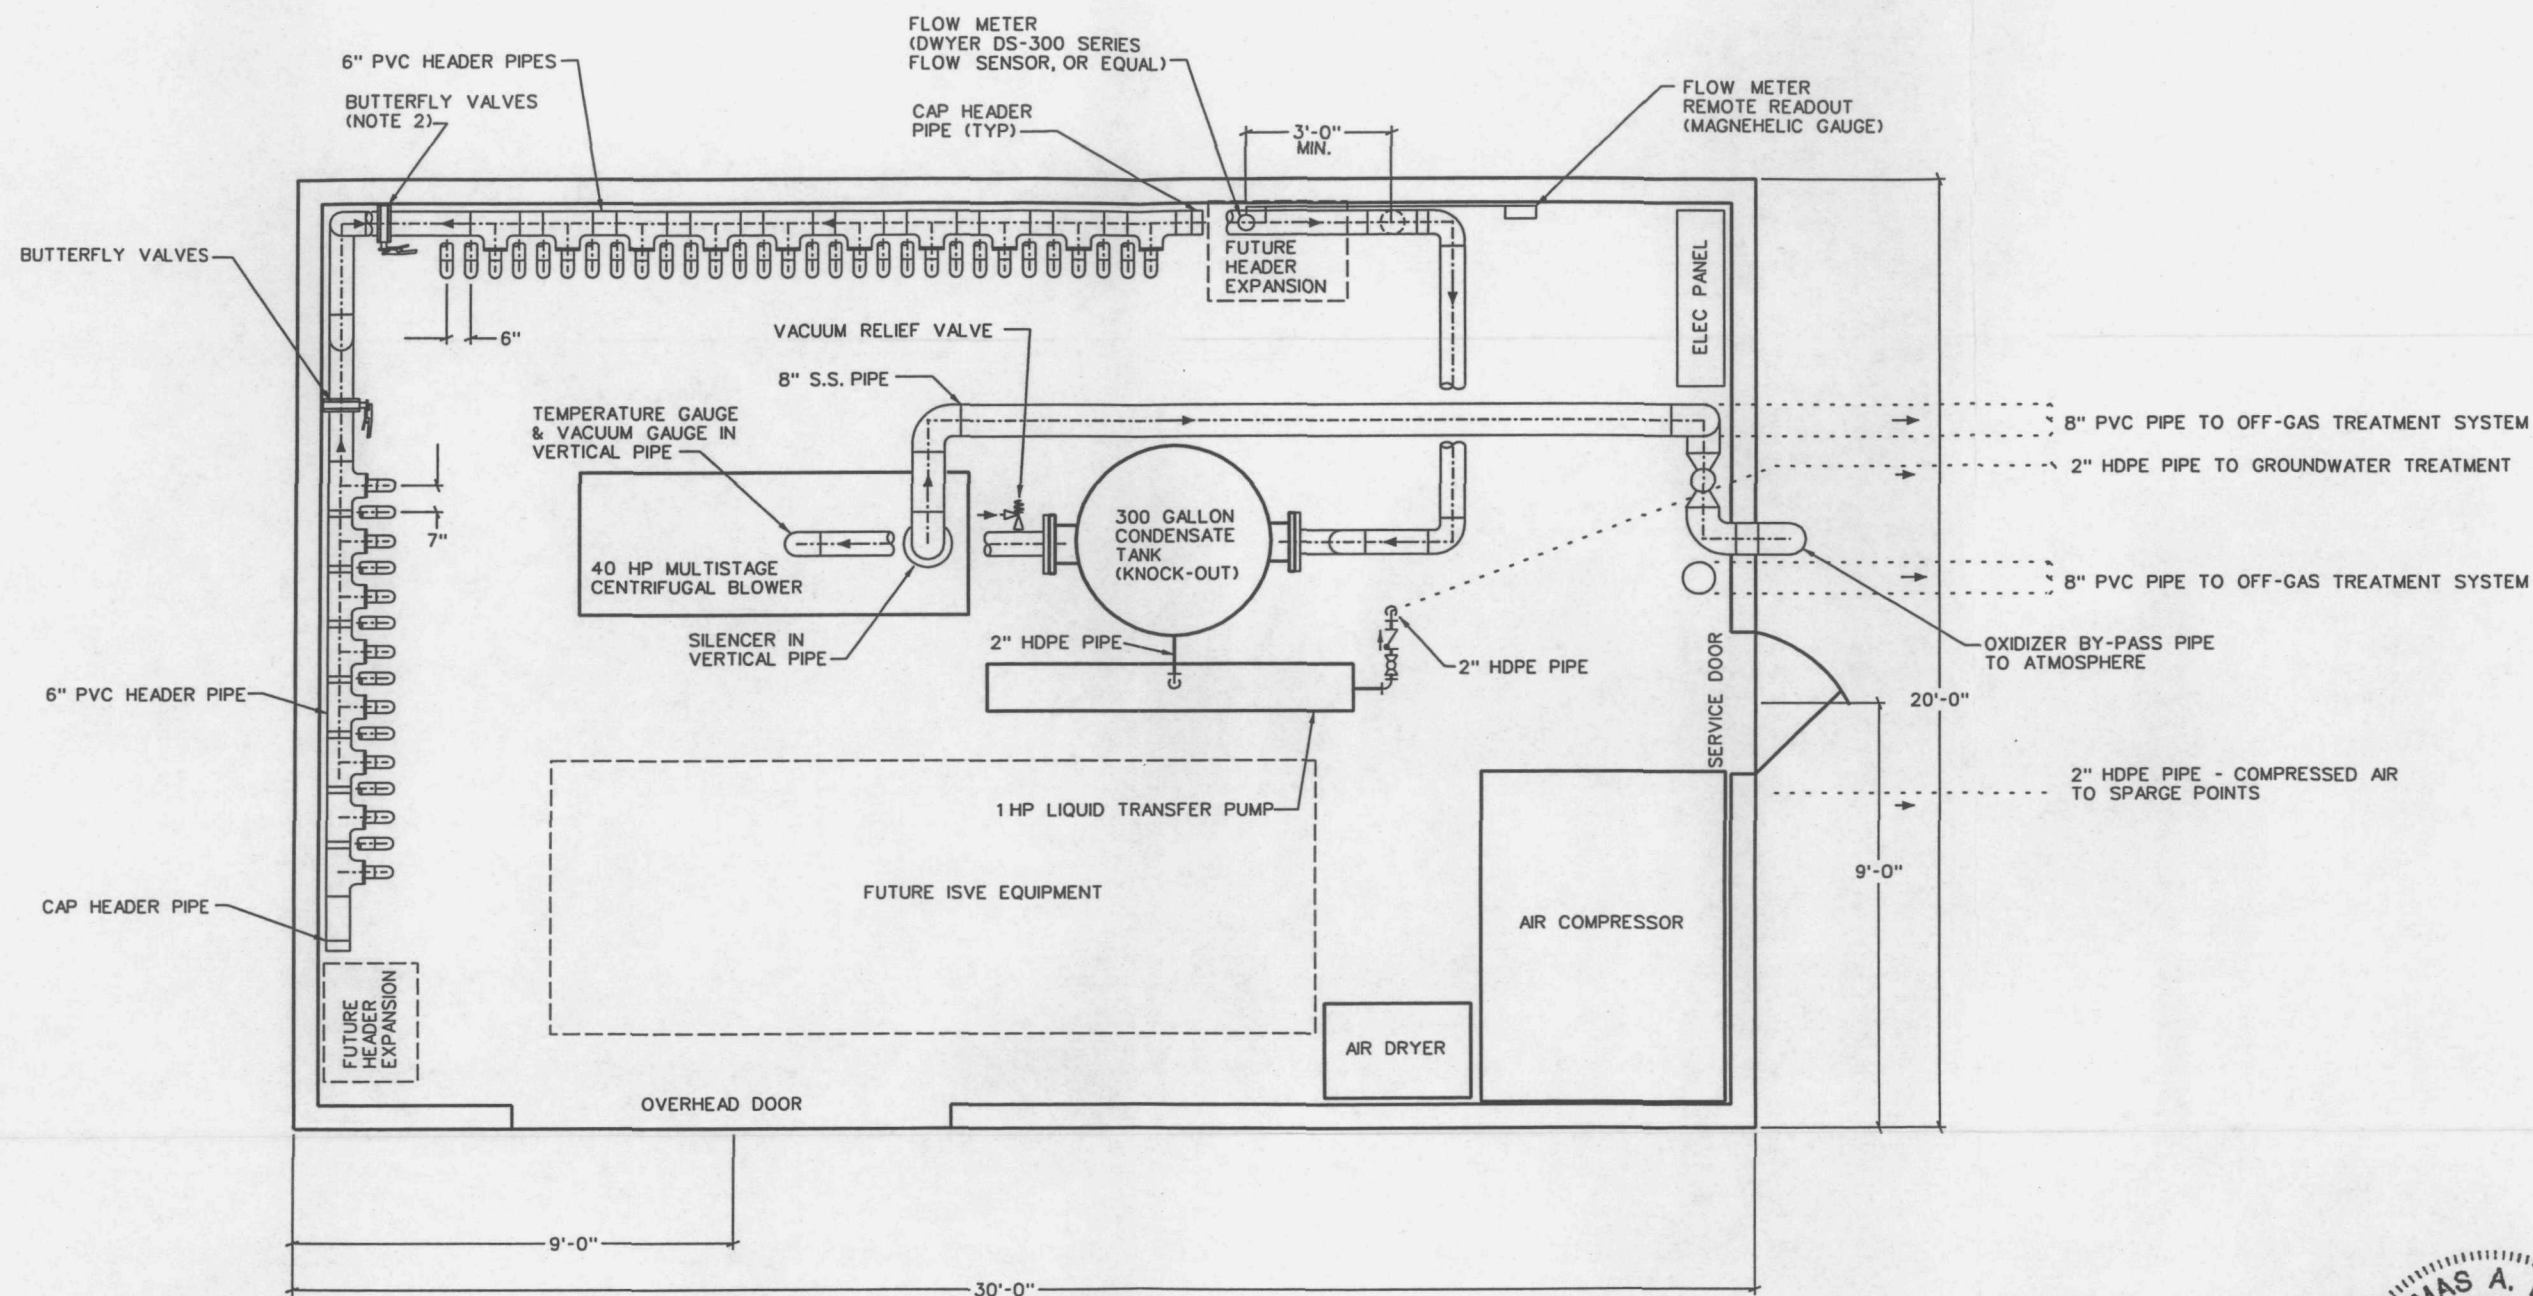 FLOW METER
(DWYER DS-300 SERIES
FLOW SENSOR, OR EQUAL)
6" PVC HEADER PIPES
BUTTERFLY VALVES
(NOTE 2)
CAP HEADER
PIPE (TYP)
3'-0"
MIN.
FLOW METER
REMOTE READOUT
(MAGNEHELIC GAUGE)
BUTTERFLY VALVES
FUTURE
HEADER
EXPANSION
ELEC PANEL
6"
VACUUM RELIEF VALVE
8" S.S. PIPE
TEMPERATURE GAUGE
& VACUUM GAUGE IN
VERTICAL PIPE
8" PVC PIPE TO OFF-GAS TREATMENT SYSTEM
2" HDPE PIPE TO GROUNDWATER TREATMENT
7"
300 GALLON
CONDENSATE
TANK
(KNOCK-OUT)
40 HP MULTISTAGE
CENTRIFUGAL BLOWER
8" PVC PIPE TO OFF-GAS TREATMENT SYSTEM
SILENCER IN
VERTICAL PIPE
2" HDPE PIPE
2" HDPE PIPE
SERVICE DOOR
OXIDIZER BY-PASS PIPE
TO ATMOSPHERE
6" PVC HEADER PIPE
20'-0"
2" HDPE PIPE - COMPRESSED AIR
TO SPARGE POINTS
1 HP LIQUID TRANSFER PUMP
9'-0"
FUTURE ISVE EQUIPMENT
CAP HEADER PIPE
AIR COMPRESSOR
FUTURE
HEADER
EXPANSION
AIR DRYER
OVERHEAD DOOR
9'-0"
30'-0"
A.